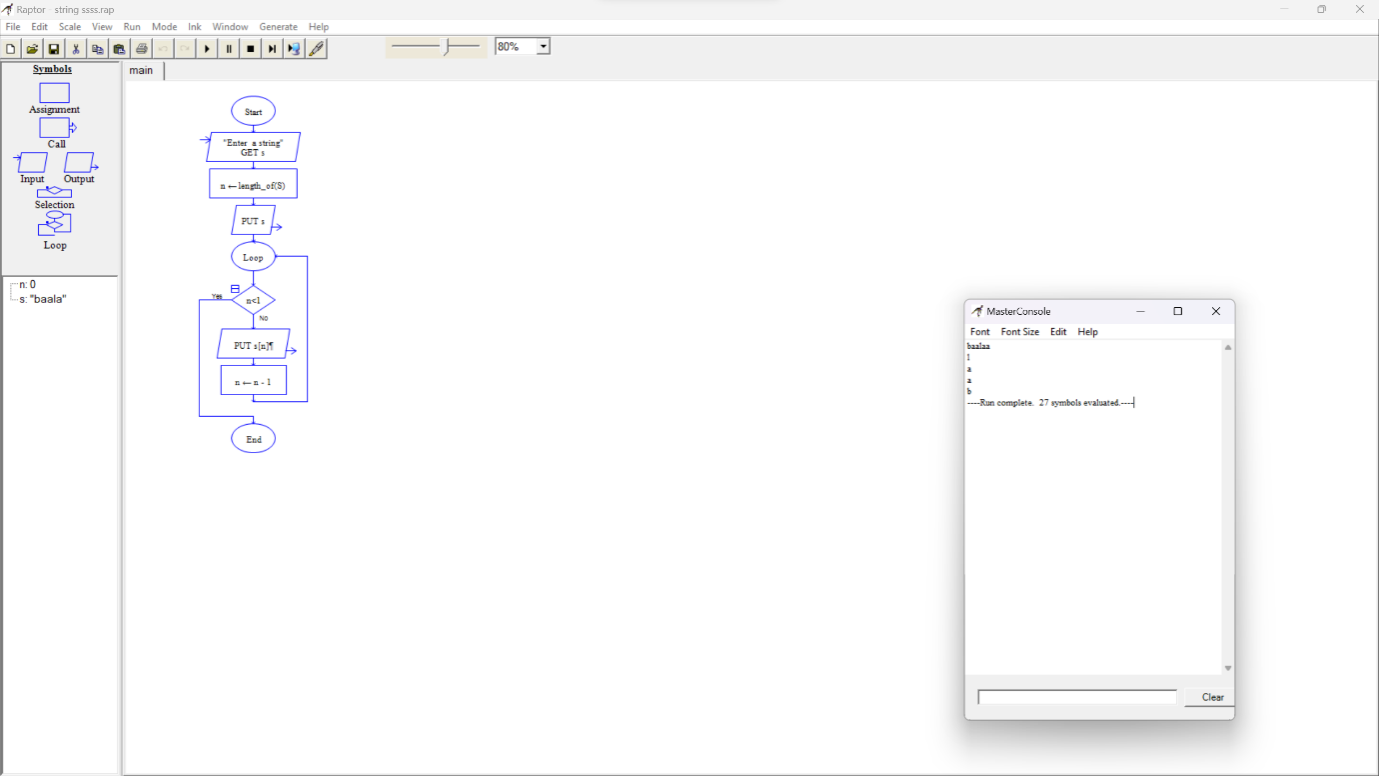 Raptor - string ssss.rap
File Edit Scale View Run Mode Ink Window Generate Help
80%
Symbols
Assignment
Call
Input Output
Selection
Loop
n: 0
s: "baala"
main
Start
"Enter a string"
GET s
n ← length_of(S)
PUT s
Loop
Yes
n<1
No
PUT s[n]¶
n ← n - 1
End
MasterConsole
Font Font Size Edit Help
baalaa
l
a
a
b
----Run complete. 27 symbols evaluated.----
Clear